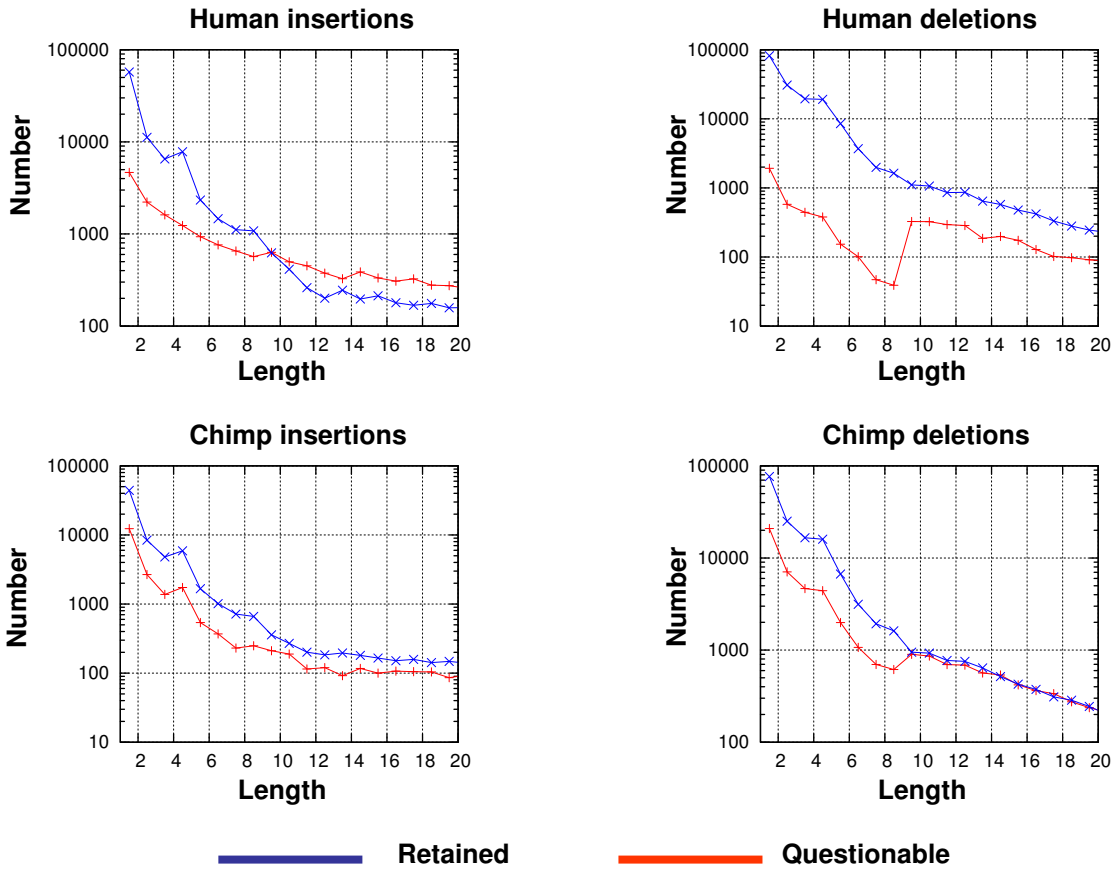 Human insertions
100000
10000
1000
100
Number
2 4 6 8 10 12 14 16 18 20
Length
Human deletions
100000
10000
1000
100
10
Number
2 4 6 8 10 12 14 16 18 20
Length
Chimp insertions
100000
10000
1000
100
10
Number
2 4 6 8 10 12 14 16 18 20
Length
Chimp deletions
100000
10000
1000
100
Number
2 4 6 8 10 12 14 16 18 20
Length
Retained
Questionable